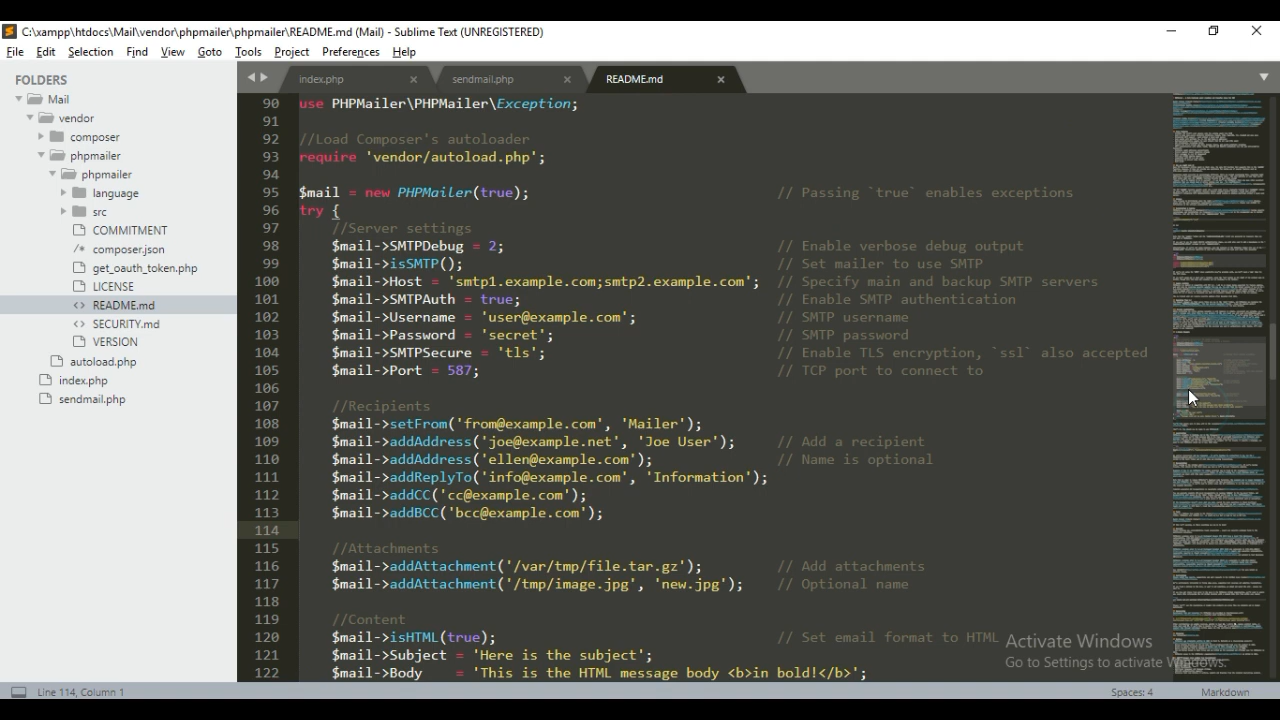 C:\xampp\htdocs\Mail\vendor\phpmailer\phpmailer\README.md (Mail) - Sublime Text (UNREGISTERED)
File Edit Selection Find View Goto Tools Project Preferences Help
FOLDERS
Mail
vendor
composer
phpmailer
phpmailer
language
src
COMMITMENT
composer.json
get_oauth_token.php
LICENSE
README.md
SECURITY.md
VERSION
autoload.php
index.php
sendmail.php
index.php sendmail.php README.md
90 use PHPMailer\PHPMailer\Exception;
91
92 //Load Composer's autoloader
93 require 'vendor/autoload.php';
94
95 $mail = new PHPMailer(true); // Passing `true` enables exceptions
96 try {
97 //Server settings
98 $mail->SMTPDebug = 2; // Enable verbose debug output
99 $mail->isSMTP(); // Set mailer to use SMTP
100 $mail->Host = 'smtp1.example.com;smtp2.example.com'; // Specify main and backup SMTP servers
101 $mail->SMTPAuth = true; // Enable SMTP authentication
102 $mail->Username = 'user@example.com'; // SMTP username
103 $mail->Password = 'secret'; // SMTP password
104 $mail->SMTPSecure = 'tls'; // Enable TLS encryption, `ssl` also accepted
105 $mail->Port = 587; // TCP port to connect to
106
107 //Recipients
108 $mail->setFrom('from@example.com', 'Mailer');
109 $mail->addAddress('joe@example.net', 'Joe User'); // Add a recipient
110 $mail->addAddress('ellen@example.com'); // Name is optional
111 $mail->addReplyTo('info@example.com', 'Information');
112 $mail->addCC('cc@example.com');
113 $mail->addBCC('bcc@example.com');
114
115 //Attachments
116 $mail->addAttachment('/var/tmp/file.tar.gz'); // Add attachments
117 $mail->addAttachment('/tmp/image.jpg', 'new.jpg'); // Optional name
118
119 //Content
120 $mail->isHTML(true); // Set email format to HTML
121 $mail->Subject = 'Here is the subject';
122 $mail->Body = 'This is the HTML message body <b>in bold!</b>';
Activate Windows
Go to Settings to activate Windows.
Line 114, Column 1 Spaces: 4 Markdown